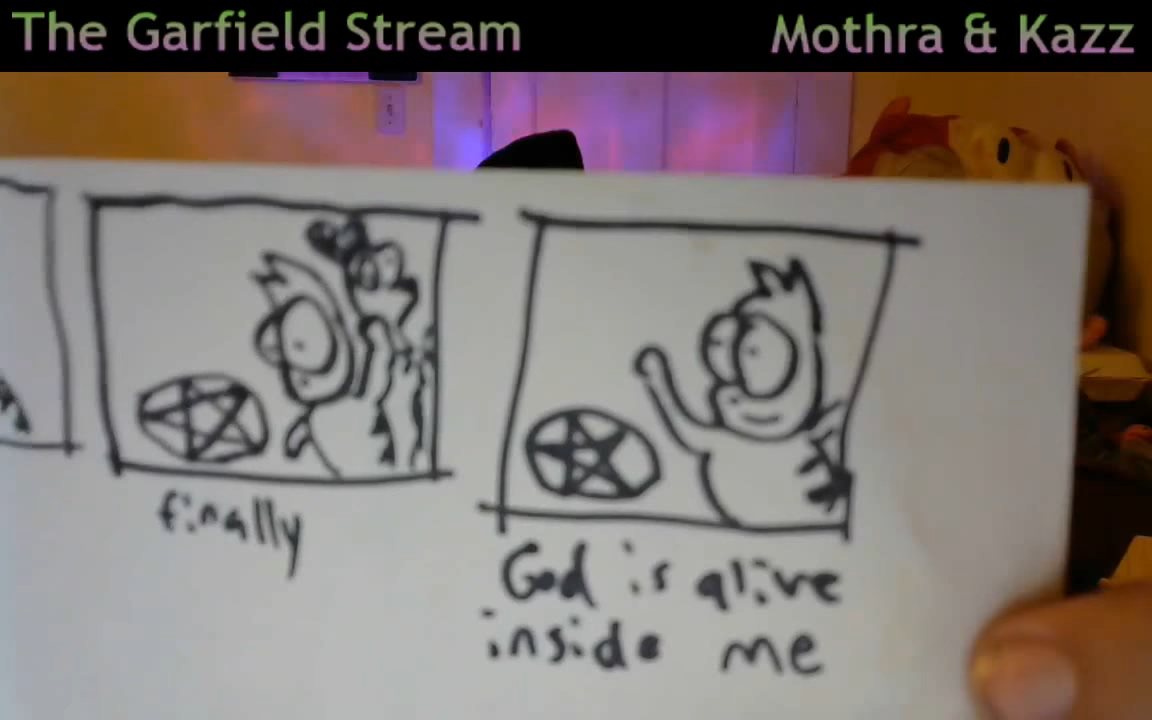 The Garfield Stream
Mothra & Kazz
finally
God is alive
inside me